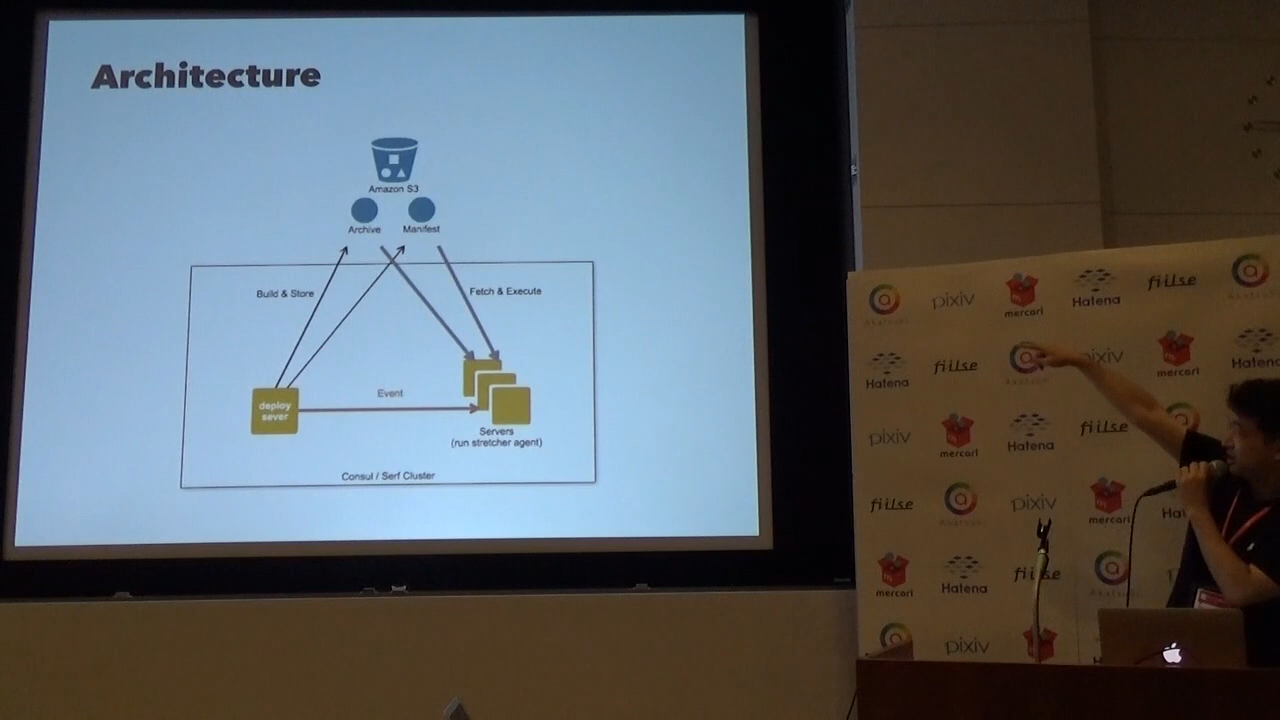 Architecture
Amazon S3
Archive
Manifest
Build & Store
Fetch & Execute
deploy
sever
Event
Servers
(run stretcher agent)
Consul / Serf Cluster
pixiv
mercari
Hatena
fiilse
Hatena
fiilse
pixiv
mercari
Hatena
pixiv
mercari
Hatena
fiilse
fiilse
pixiv
mercari
mercari
Hatena
fiilse
pixiv